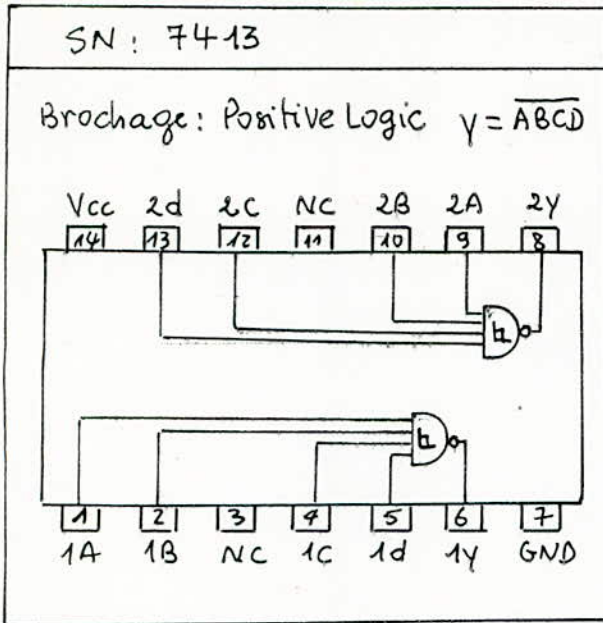 SN: 7413
Brochage: Positive Logic y = \overline{ABCD}
Vcc 2d 2C NC 2B 2A 2Y
14 13 12 11 10 9 8
1 2 3 4 5 6 7
1A 1B NC 1C 1d 1y GND